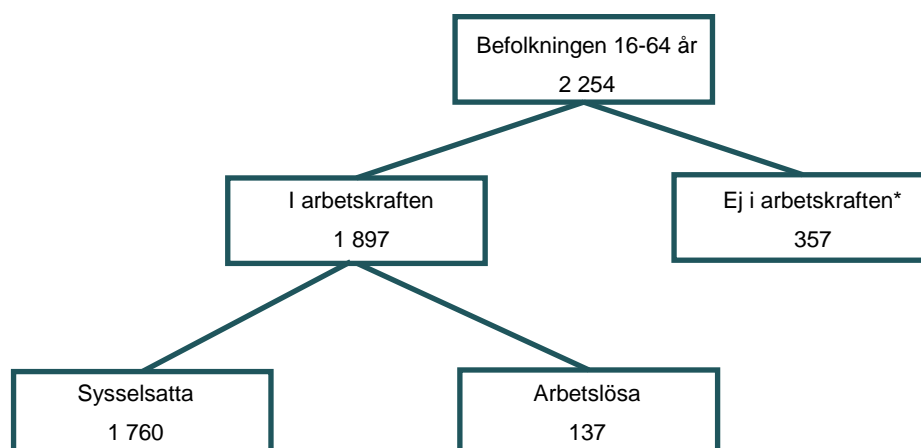 Befolkningen 16-64 år
2 254
I arbetskraften
1 897
Ej i arbetskraften*
357
Sysselsatta
1 760
Arbetslösa
137